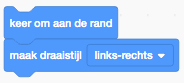 keer om aan de rand
maak draaistijl links-rechts